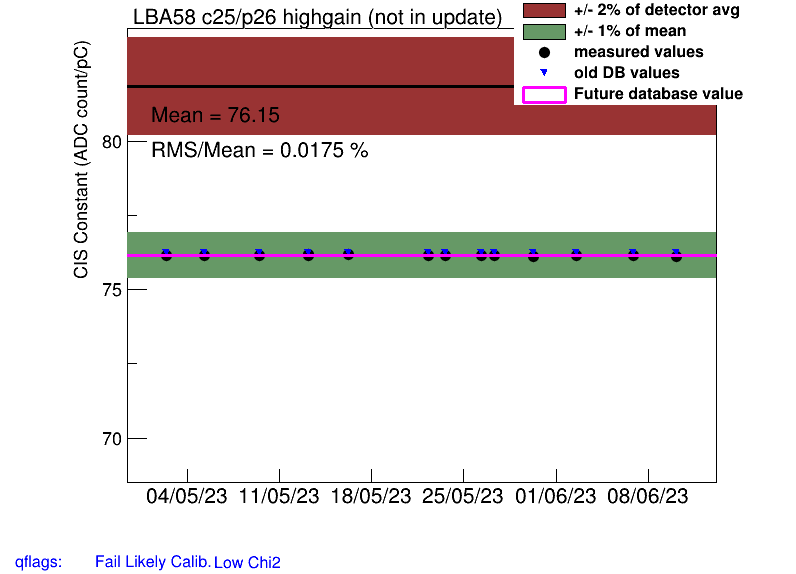 LBA58 c25/p26 highgain (not in update)
+/- 2% of detector avg
+/- 1% of mean
measured values
old DB values
Future database value
CIS Constant (ADC count/pC)
Mean = 76.15
RMS/Mean = 0.0175 %
80
75
70
04/05/23 11/05/23 18/05/23 25/05/23 01/06/23 08/06/23
qflags: Fail Likely Calib. Low Chi2